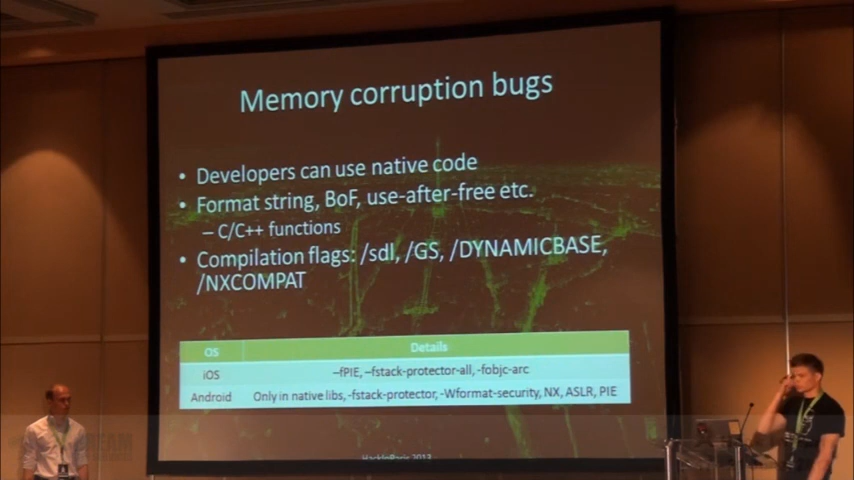 Memory corruption bugs
• Developers can use native code
• Format string, BoF, use-after-free etc.
– C/C++ functions
• Compilation flags: /sdl, /GS, /DYNAMICBASE,
/NXCOMPAT
OS Details
iOS –fPIE, –fstack-protector-all, -fobjc-arc
Android Only in native libs, -fstack-protector, -Wformat-security, NX, ASLR, PIE
HackInParis 2013